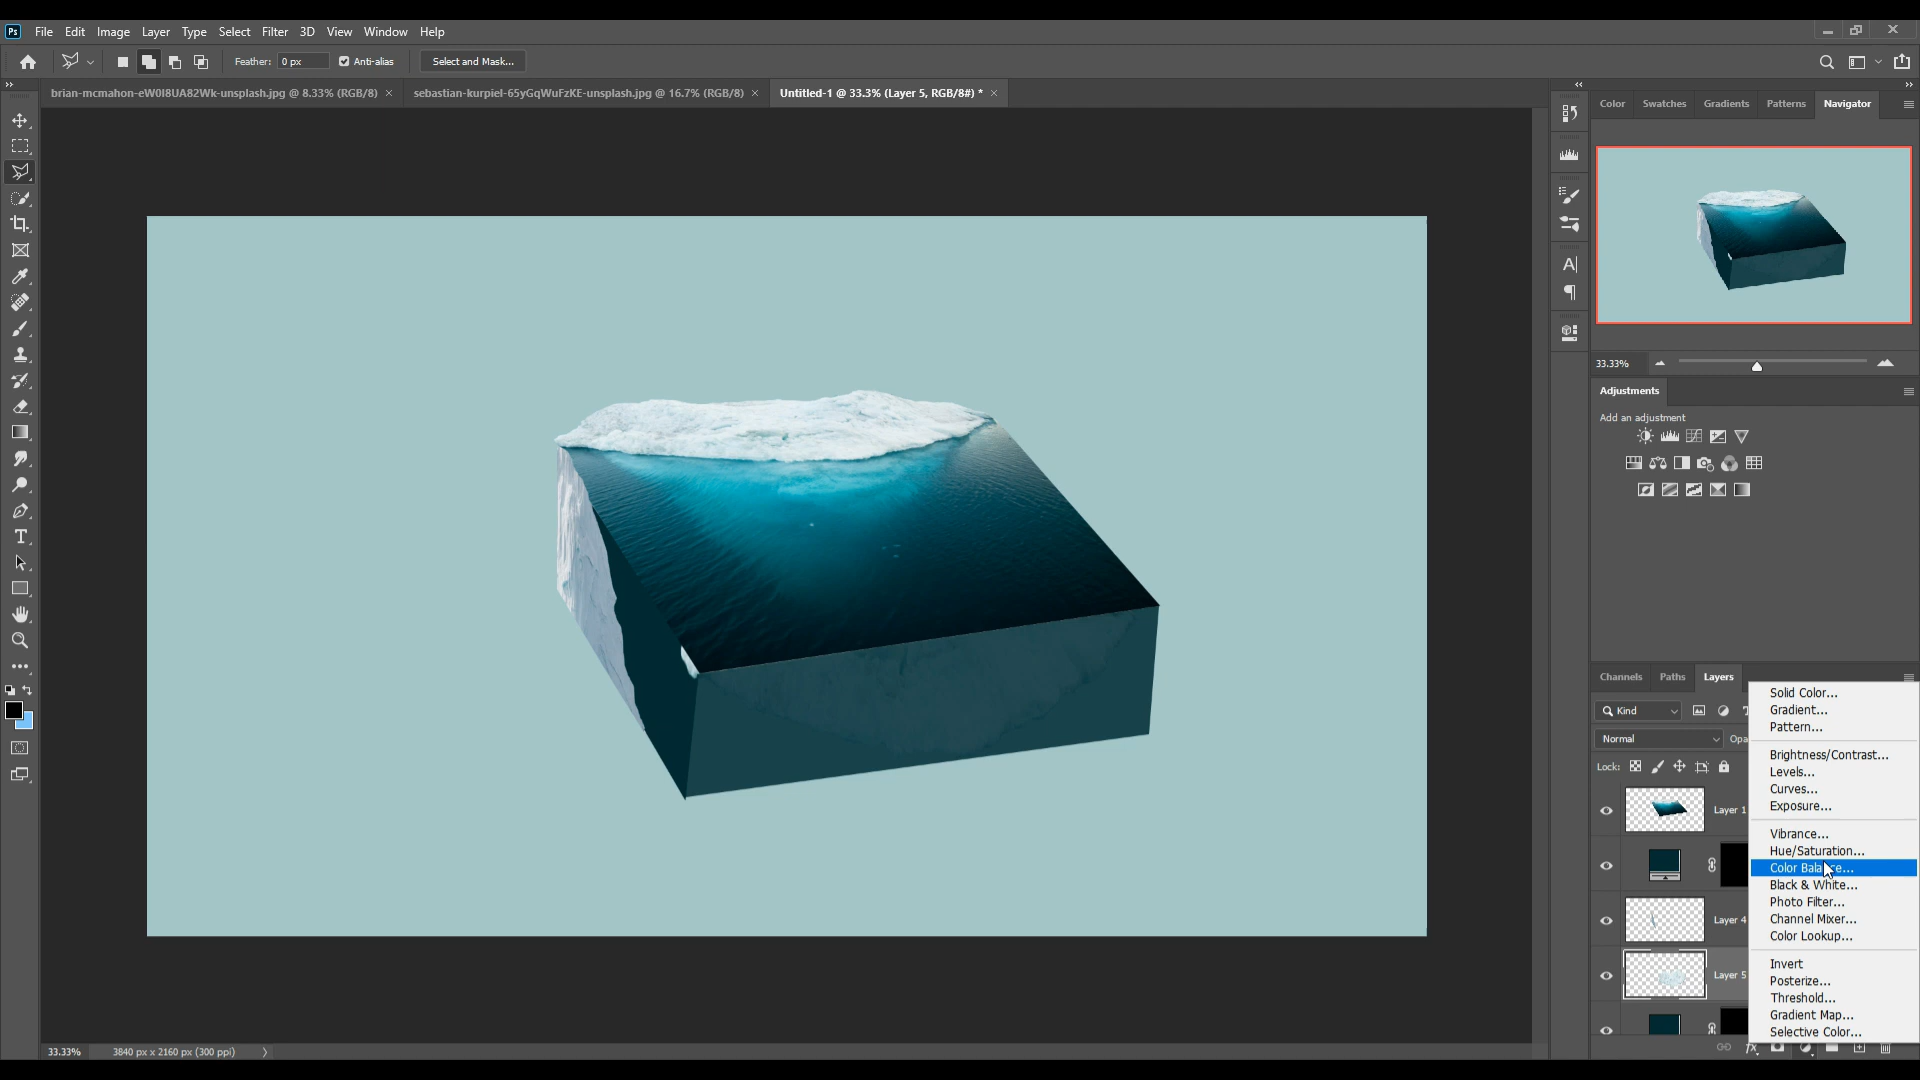 Ps File Edit Image Layer Type Select Filter 3D View Window Help
Feather: 0 px Anti-alias Select and Mask...
brian-mcmahon-eW0I8UA82Wk-unsplash.jpg @ 8.33% (RGB/8) × sebastian-kurpiel-65yGqWuFzKE-unsplash.jpg @ 16.7% (RGB/8) × Untitled-1 @ 33.3% (Layer 5, RGB/8#) * ×
Color Swatches Gradients Patterns Navigator
33.33%
Adjustments
Add an adjustment
Channels Paths Layers
Kind
Normal
Lock:
Layer 1
Layer 4
Layer 5
Solid Color...
Gradient...
Pattern...
Brightness/Contrast...
Levels...
Curves...
Exposure...
Vibrance...
Hue/Saturation...
Color
Black & White...
Photo Filter...
Channel Mixer...
Color Lookup...
Invert
Posterize...
Threshold...
Gradient Map...
Selective Color...
fx
33.33% 3840 px x 2160 px (300 ppi)